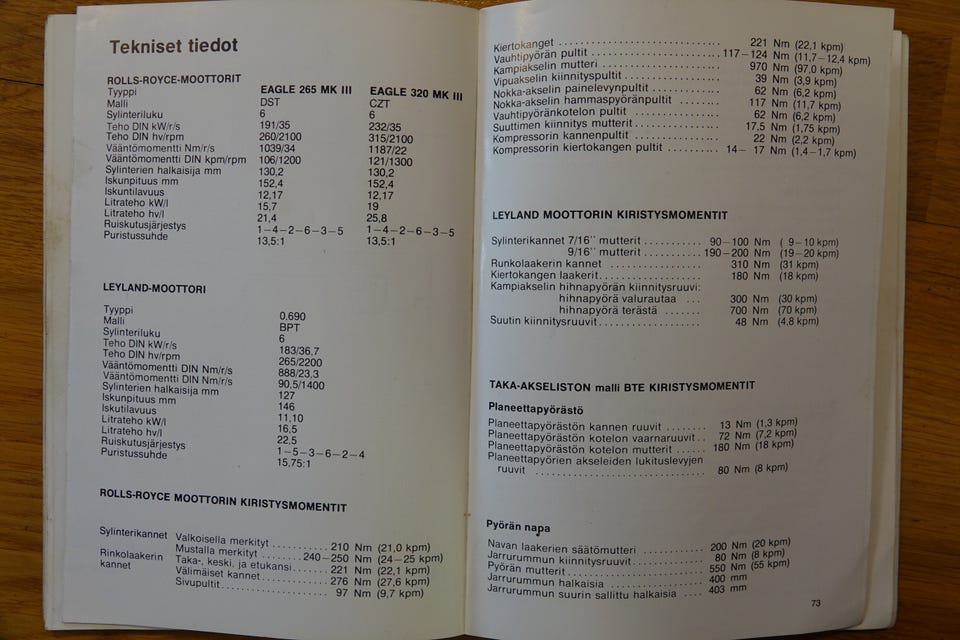 Tekniset tiedot
ROLLS-ROYCE-MOOTTORIT
Tyyppi EAGLE 265 MK III EAGLE 320 MK III
Malli DST CZT
Sylinteriluku 6 6
Teho DIN kW/r/s 191/35 232/35
Teho DIN hv/rpm 260/2100 315/2100
Vääntömomentti Nm/r/s 1039/34 1187/22
Vääntömomentti DIN kpm/rpm 106/1200 121/1300
Sylinterien halkaisija mm 130,2 130,2
Iskunpituus mm 152,4 152,4
Iskuntilavuus 12,17 12,17
Litrateho kW/l 15,7 19
Litrateho hv/l 21,4 25,8
Ruiskutusjärjestys 1–4–2–6–3–5 1–4–2–6–3–5
Puristussuhde 13,5:1 13,5:1
LEYLAND-MOOTTORI
Tyyppi 0,690
Malli BPT
Sylinteriluku 6
Teho DIN kW/r/s 183/36,7
Teho DIN hv/rpm 265/2200
Vääntömomentti DIN Nm/r/s 888/23,3
Vääntömomentti DIN Nm/r/s 90,5/1400
Sylinterien halkaisija mm 127
Iskunpituus mm 146
Iskutilavuus 11,10
Litrateho kW/l 16,5
Litrateho hv/l 22,5
Ruiskutusjärjestys 1–5–3–6–2–4
Puristussuhde 15,75:1
ROLLS-ROYCE MOOTTORIN KIRISTYSMOMENTIT
Sylinterikannet Valkoisella merkityt ........... 210 Nm (21,0 kpm)
Mustalla merkityt ....... 240–250 Nm (24–25 kpm)
Rinkolaakerin Taka-, keski, ja etukansi ....... 221 Nm (22,1 kpm)
kannet Välimäiset kannet ............. 276 Nm (27,6 kpm)
Sivupultit ..................... 97 Nm (9,7 kpm)
Kiertokanget ............................ 221 Nm (22,1 kpm)
Vauhtipyörän pultit ....................... 117–124 Nm (11,7–12,4 kpm)
Kampiakselin mutteri ..................... 970 Nm (97,0 kpm)
Vipuakselin kiinnityspultit ................. 39 Nm (3,9 kpm)
Nokka-akselin painelevynpultit ............. 62 Nm (6,2 kpm)
Nokka-akselin hammaspyöränpultit ....... 117 Nm (11,7 kpm)
Vauhtipyöränkotelon pultit ............... 62 Nm (6,2 kpm)
Suuttimen kiinnitys mutterit ............... 17,5 Nm (1,75 kpm)
Kompressorin kannenpultit ................. 22 Nm (2,2 kpm)
Kompressorin kiertokangen pultit ......... 14– 17 Nm (1,4–1,7 kpm)
LEYLAND MOOTTORIN KIRISTYSMOMENTIT
Sylinterikannet 7/16" mutterit .......... 90–100 Nm ( 9–10 kpm)
9/16" mutterit .......... 190–200 Nm (19–20 kpm)
Runkolaakerin kannet ................ 310 Nm (31 kpm)
Kiertokangen laakerit .................. 180 Nm (18 kpm)
Kampiakselin hihnapyörän kiinnitysruuvi:
hihnapyörä valurautaa ... 300 Nm (30 kpm)
hihnapyörä terästä ...... 700 Nm (70 kpm)
Suutin kiinnitysruuvit .................. 48 Nm (4,8 kpm)
TAKA-AKSELISTON malli BTE KIRISTYSMOMENTIT
Planeettapyörästö
Planeettapyörästön kannen ruuvit ....... 13 Nm (1,3 kpm)
Planeettapyörästön kotelon vaarnaruuvit .. 72 Nm (7,2 kpm)
Planeettapyörästön kotelon mutterit ...... 180 Nm (18 kpm)
Planeettapyörien akseleiden lukituslevyjen
ruuvit ............................... 80 Nm (8 kpm)
Pyörän napa
Navan laakerien säätömutteri ........... 200 Nm (20 kpm)
Jarrurummun kiinnitysruuvit ............. 80 Nm (8 kpm)
Pyörän mutterit ....................... 550 Nm (55 kpm)
Jarrurummun halkaisija ................. 400 mm
Jarrurummun suurin sallittu halkaisia .... 403 mm
73